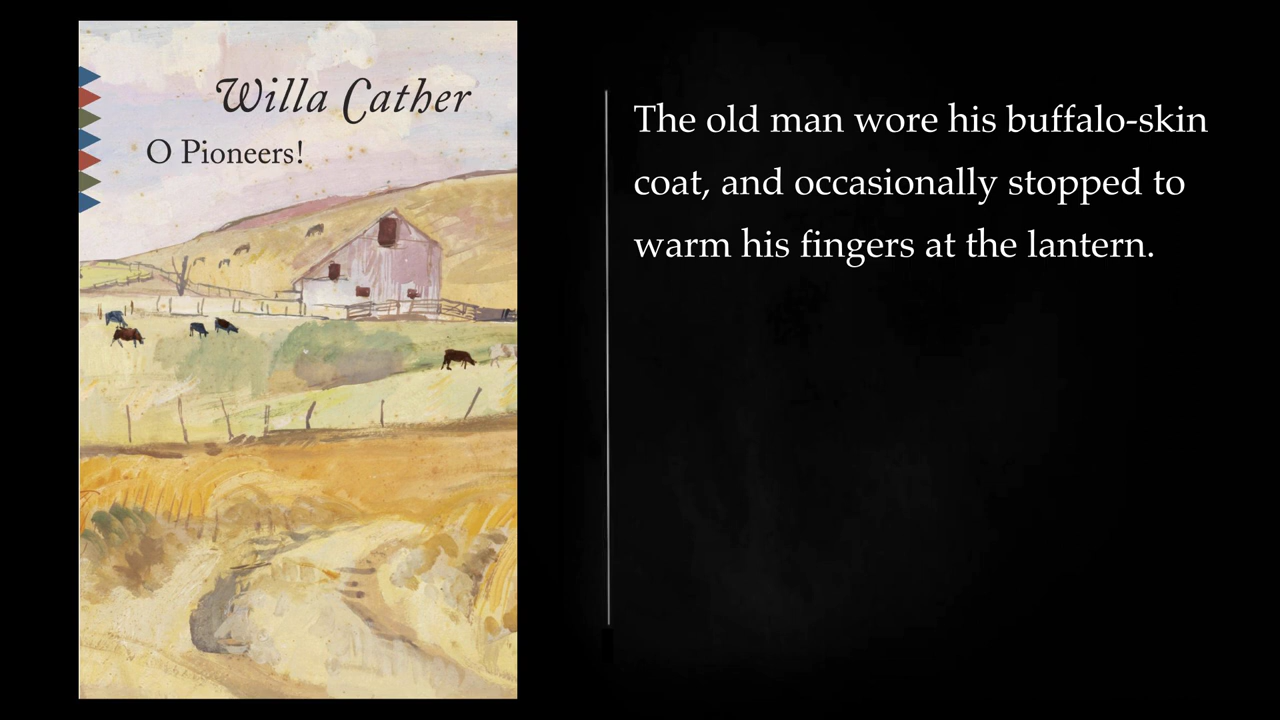 Willa Cather
O Pioneers!
The old man wore his buffalo-skin
coat, and occasionally stopped to
warm his fingers at the lantern.